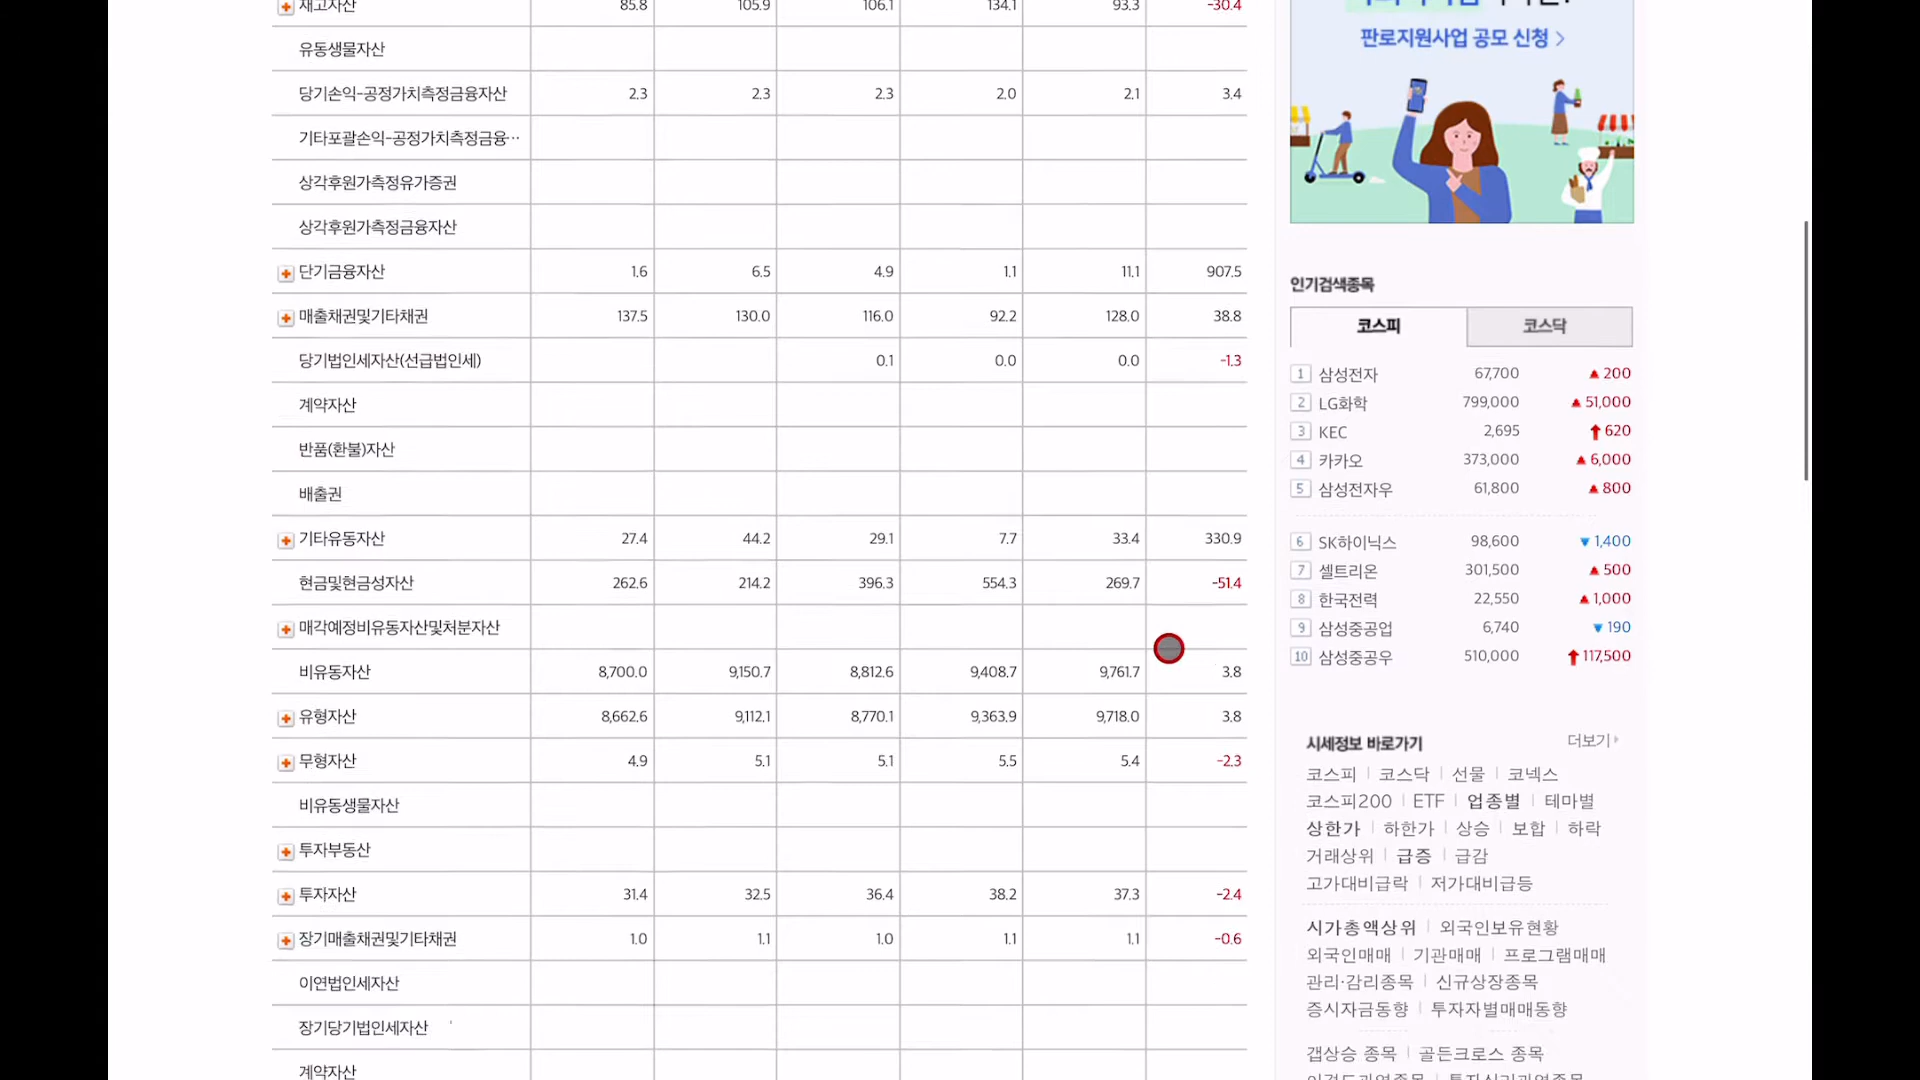 재고자산 85.8 105.9 106.1 134.1 93.3 -30.4
유동생물자산
당기손익-공정가치측정금융자산 2.3 2.3 2.3 2.0 2.1 3.4
기타포괄손익-공정가치측정금융…
상각후원가측정유가증권
상각후원가측정금융자산
단기금융자산 1.6 6.5 4.9 1.1 11.1 907.5
매출채권및기타채권 137.5 130.0 116.0 92.2 128.0 38.8
당기법인세자산(선급법인세) 0.1 0.0 0.0 -1.3
계약자산
반품(환불)자산
배출권
기타유동자산 27.4 44.2 29.1 7.7 33.4 330.9
현금및현금성자산 262.6 214.2 396.3 554.3 269.7 -51.4
매각예정비유동자산및처분자산
비유동자산 8,700.0 9,150.7 8,812.6 9,408.7 9,761.7 3.8
유형자산 8,662.6 9,112.1 8,770.1 9,363.9 9,718.0 3.8
무형자산 4.9 5.1 5.1 5.5 5.4 -2.3
비유동생물자산
투자부동산
투자자산 31.4 32.5 36.4 38.2 37.3 -2.4
장기매출채권및기타채권 1.0 1.1 1.0 1.1 1.1 -0.6
이연법인세자산
장기당기법인세자산
계약자산
판로지원사업 공모 신청 >
인기검색종목
코스피 코스닥
1 삼성전자 67,700 ▲ 200
2 LG화학 799,000 ▲ 51,000
3 KEC 2,695 ↑ 620
4 카카오 373,000 ▲ 6,000
5 삼성전자우 61,800 ▲ 800
6 SK하이닉스 98,600 ▼ 1,400
7 셀트리온 301,500 ▲ 500
8 한국전력 22,550 ▲ 1,000
9 삼성중공업 6,740 ▼ 190
10 삼성중공우 510,000 ↑ 117,500
시세정보 바로가기 더보기
코스피 | 코스닥 | 선물 | 코넥스
코스피200 | ETF | 업종별 | 테마별
상한가 | 하한가 | 상승 | 보합 | 하락
거래상위 | 급증 | 급감
고가대비급락 | 저가대비급등
시가총액상위 | 외국인보유현황
외국인매매 | 기관매매 | 프로그램매매
관리·감리종목 | 신규상장종목
증시자금동향 | 투자자별매매동향
갭상승 종목 | 골든크로스 종목